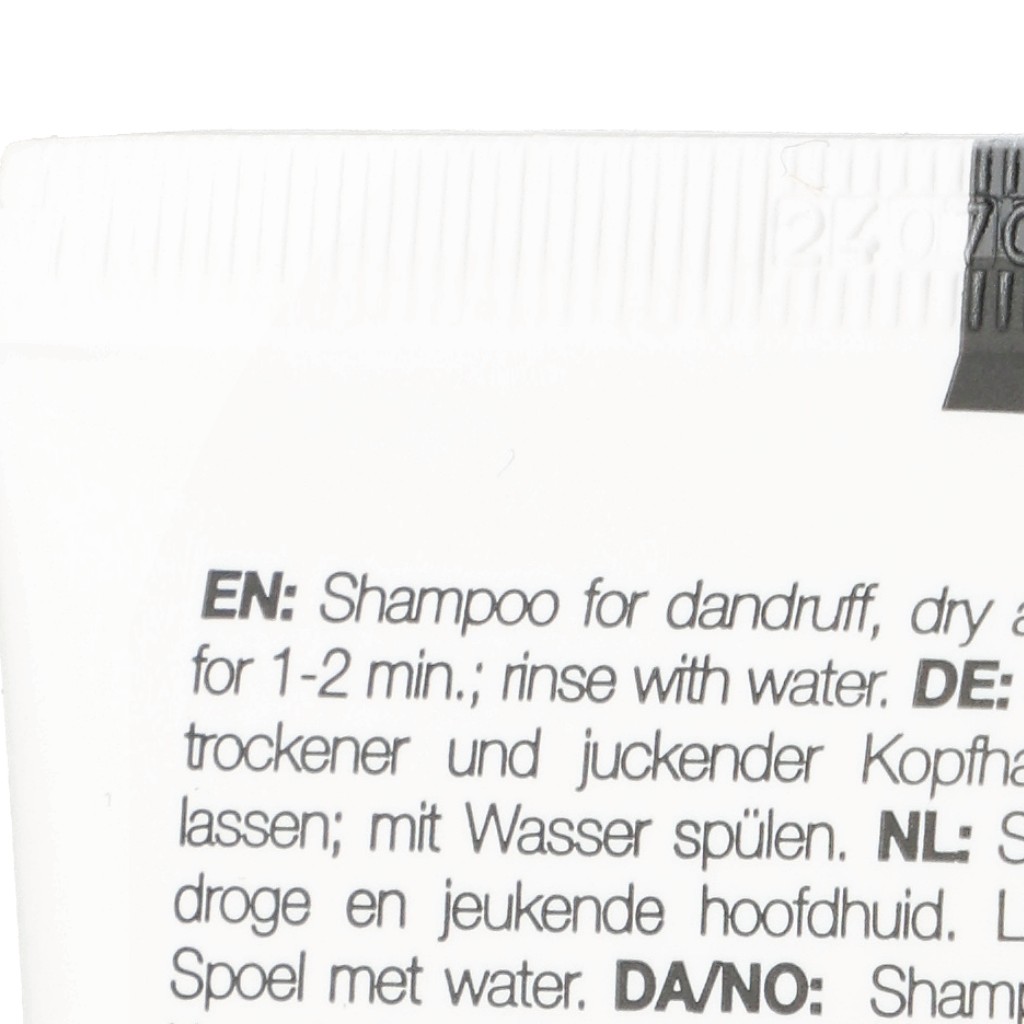 2407
EN: Shampoo for dandruff, dry
for 1-2 min.; rinse with water. DE:
trockener und juckender
lassen; mit Wasser spülen. NL:
droge en jeukende hoofdhuid.
Spoel met water. DA/NO: